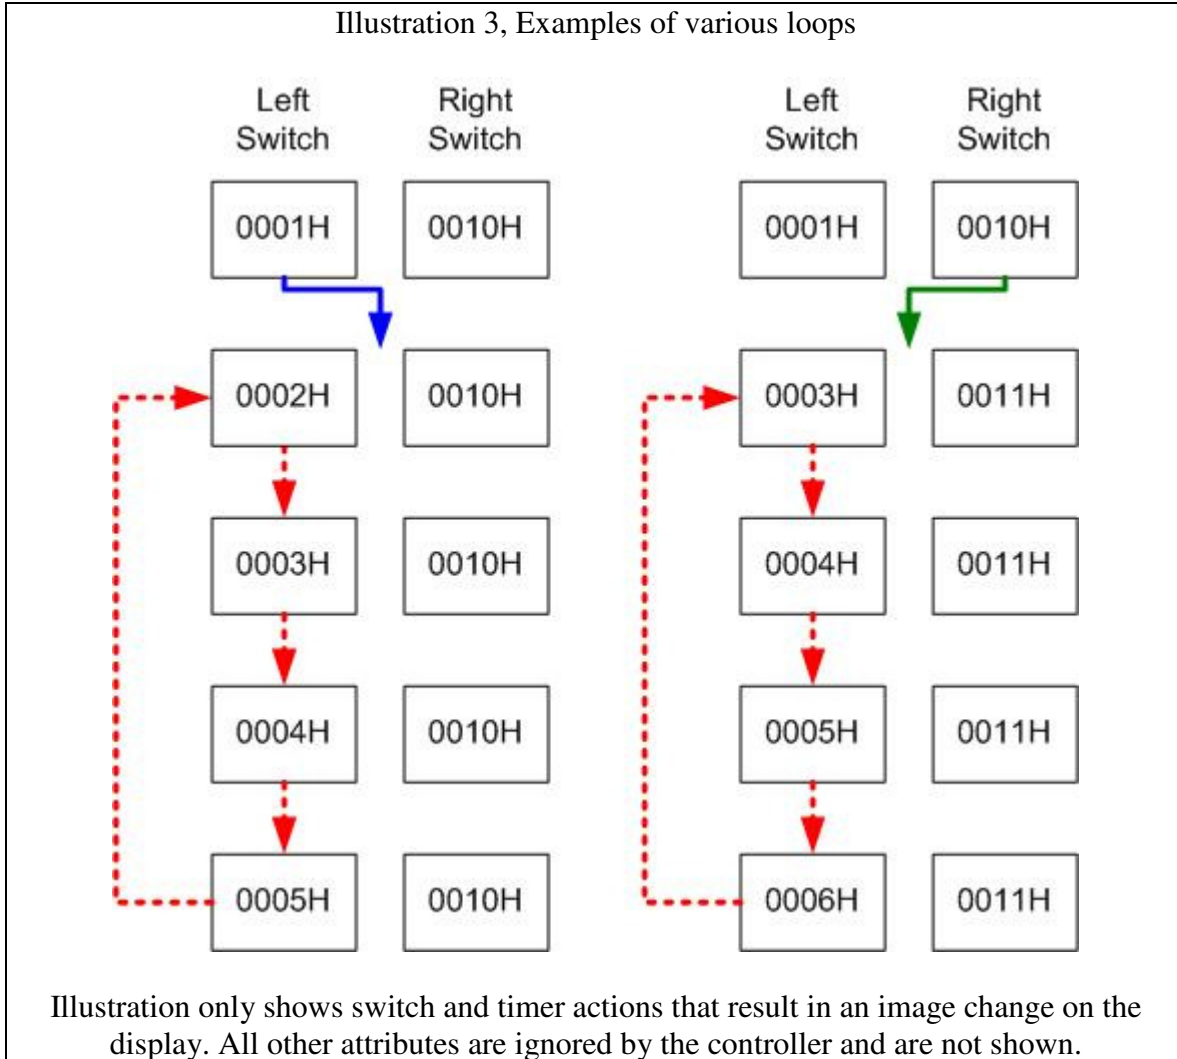 Illustration 3, Examples of various loops
Left Right Left Right
Switch Switch Switch Switch
0001H 0010H 0001H 0010H
0002H 0010H 0003H 0011H
0003H 0010H 0004H 0011H
0004H 0010H 0005H 0011H
0005H 0010H 0006H 0011H
Illustration only shows switch and timer actions that result in an image change on the
display. All other attributes are ignored by the controller and are not shown.